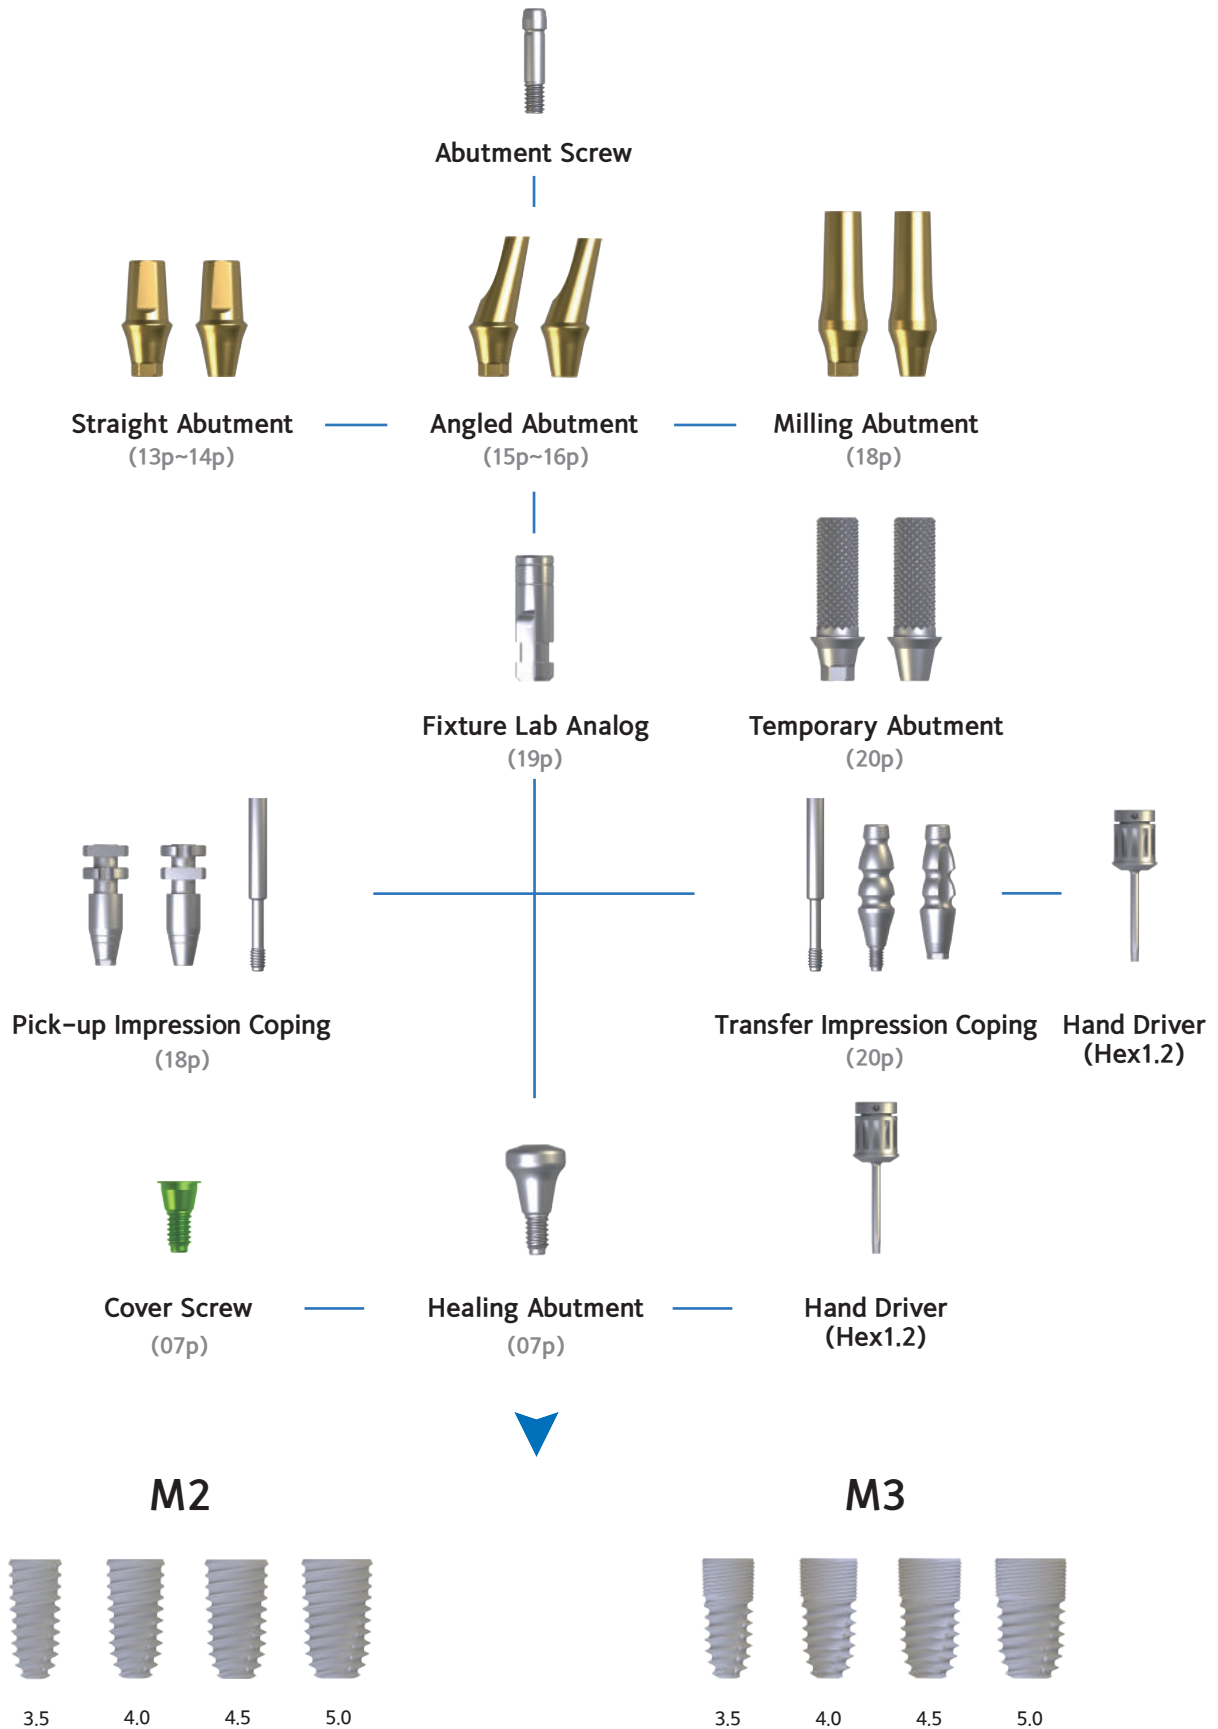 Abutment Screw
Straight Abutment
(13p~14p)
Angled Abutment
(15p~16p)
Milling Abutment
(18p)
Fixture Lab Analog
(19p)
Temporary Abutment
(20p)
Pick-up Impression Coping
(18p)
Transfer Impression Coping
(20p)
Hand Driver
(Hex1.2)
Cover Screw
(07p)
Healing Abutment
(07p)
Hand Driver
(Hex1.2)
M2
M3
3.5 4.0 4.5 5.0
3.5 4.0 4.5 5.0